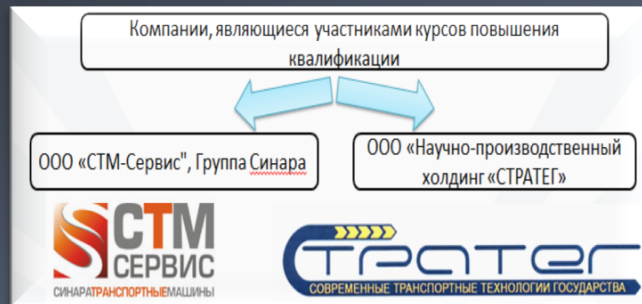 Компании, являющиеся участниками курсов повышения
квалификации
ООО «СТМ-Сервис", Группа Синара
ООО «Научно-производственный
холдинг «СТРАТЕГ»
СТМ
СЕРВИС
СИНАРАТРАНСПОРТНЫЕМАШИНЫ
Стратег
СОВРЕМЕННЫЕ ТРАНСПОРТНЫЕ ТЕХНОЛОГИИ ГОСУДАРСТВА